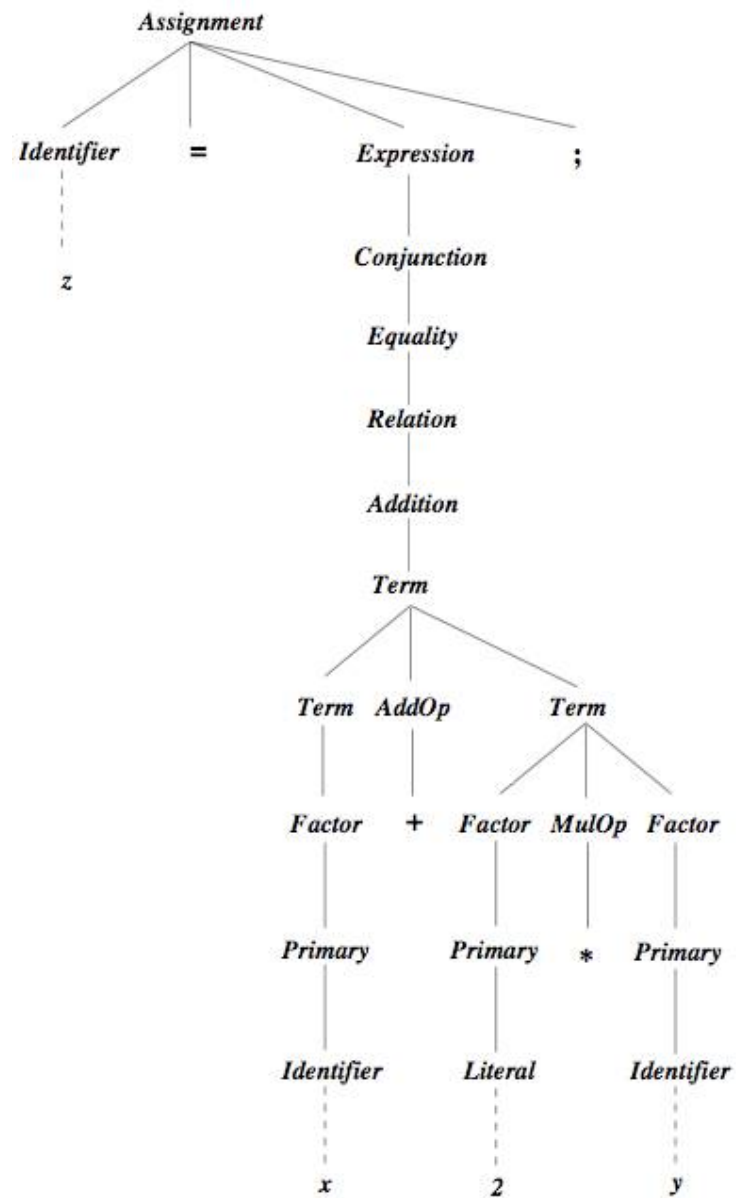 Assignment
Identifier = Expression ;
z
Conjunction
Equality
Relation
Addition
Term
Term AddOp Term
Factor + Factor MulOp Factor
Primary Primary * Primary
Identifier Literal Identifier
x 2 y